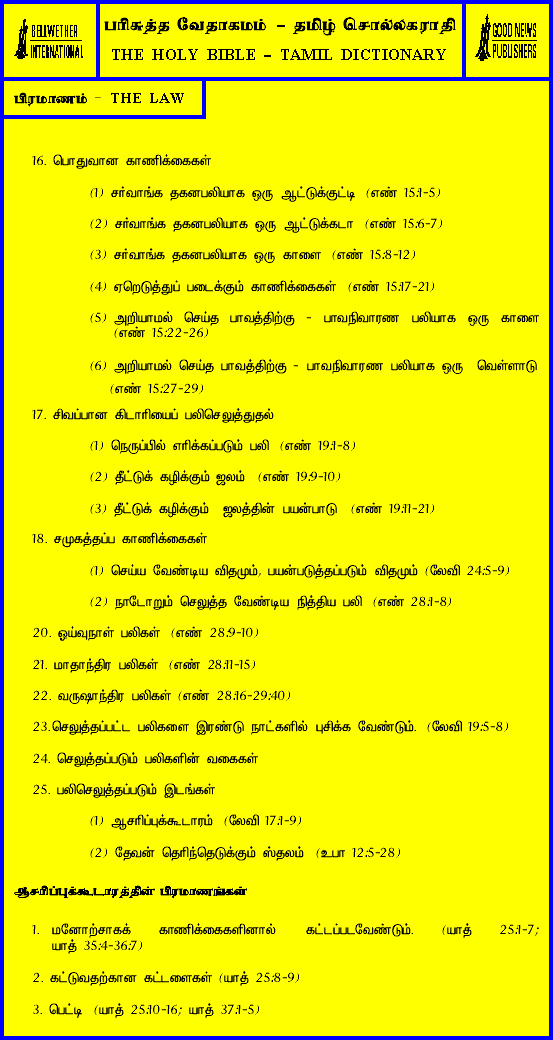 BELLWETHER
INTERNATIONAL
பரிசுத்த வேதாகமம் - தமிழ் சொல்லகராதி
THE HOLY BIBLE - TAMIL DICTIONARY
GOOD NEWS
PUBLISHERS
பிரமாணம் - THE LAW
16. பொதுவான காணிக்கைகள்
(1) சர்வாங்க தகனபலியாக ஒரு ஆட்டுக்குட்டி (எண் 15:1-5)
(2) சர்வாங்க தகனபலியாக ஒரு ஆட்டுக்கடா (எண் 15:6-7)
(3) சர்வாங்க தகனபலியாக ஒரு காளை (எண் 15:8-12)
(4) ஏறெடுத்துப் படைக்கும் காணிக்கைகள் (எண் 15:17-21)
(5) அறியாமல் செய்த பாவத்திற்கு - பாவநிவாரண பலியாக ஒரு காளை
(எண் 15:22-26)
(6) அறியாமல் செய்த பாவத்திற்கு - பாவநிவாரண பலியாக ஒரு வெள்ளாடு
(எண் 15:27-29)
17. சிவப்பான கிடாரியைப் பலிசெலுத்துதல்
(1) நெருப்பில் எரிக்கப்படும் பலி (எண் 19:1-8)
(2) தீட்டுக் கழிக்கும் ஜலம் (எண் 19:9-10)
(3) தீட்டுக் கழிக்கும் ஜலத்தின் பயன்பாடு (எண் 19:11-21)
18. சமுகத்தப்ப காணிக்கைகள்
(1) செய்ய வேண்டிய விதமும், பயன்படுத்தப்படும் விதமும் (லேவி 24:5-9)
(2) நாடோறும் செலுத்த வேண்டிய நித்திய பலி (எண் 28:1-8)
20. ஓய்வுநாள் பலிகள் (எண் 28:9-10)
21. மாதாந்திர பலிகள் (எண் 28:11-15)
22. வருஷாந்திர பலிகள் (எண் 28:16-29:40)
23.செலுத்தப்பட்ட பலிகளை இரண்டு நாட்களில் புசிக்க வேண்டும். (லேவி 19:5-8)
24. செலுத்தப்படும் பலிகளின் வகைகள்
25. பலிசெலுத்தப்படும் இடங்கள்
(1) ஆசரிப்புக்கூடாரம் (லேவி 17:1-9)
(2) தேவன் தெரிந்தெடுக்கும் ஸ்தலம் (உபா 12:5-28)
ஆசரிப்புக்கூடாரத்தின் பிரமாணங்கள்
1. மனோற்சாகக் காணிக்கைகளினால் கட்டப்படவேண்டும். (யாத் 25:1-7;
யாத் 35:4-36:7)
2. கட்டுவதற்கான கட்டளைகள் (யாத் 25:8-9)
3. பெட்டி (யாத் 25:10-16; யாத் 37:1-5)